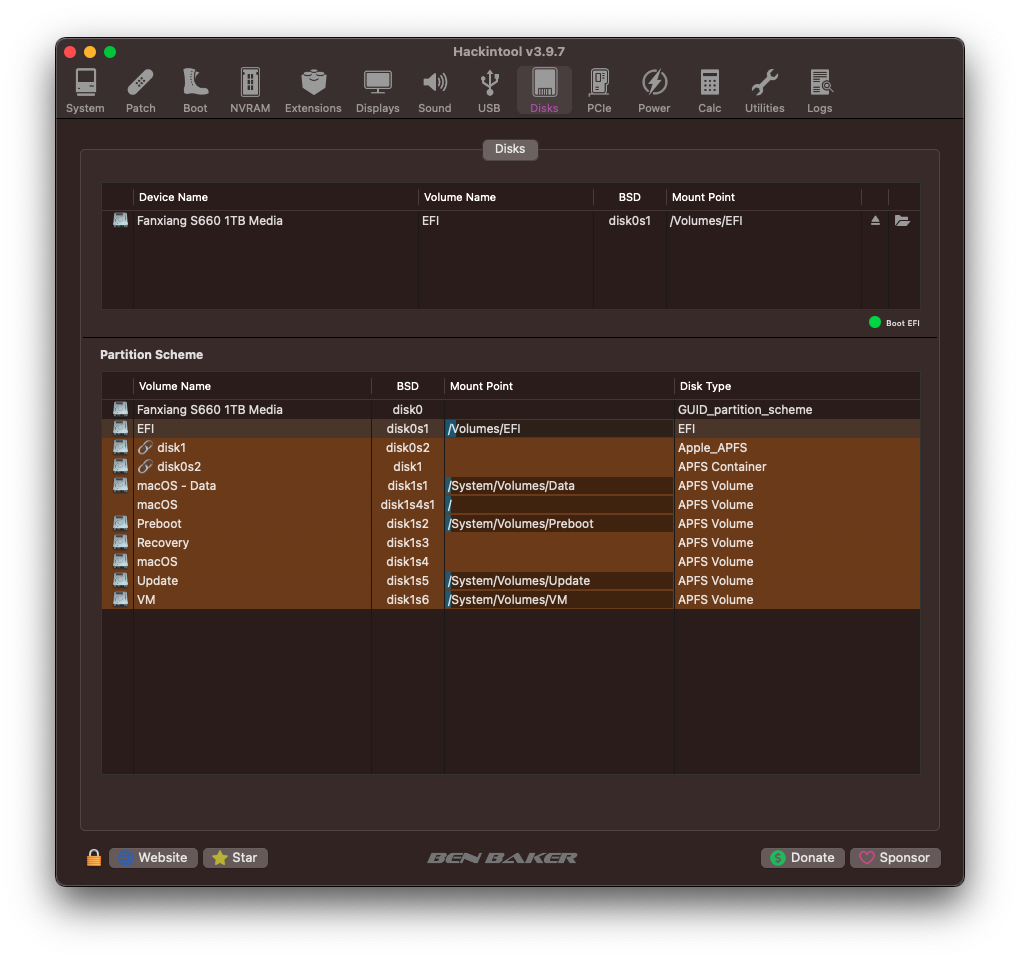 Hackintool v3.9.7
System Patch Boot NVRAM Extensions Displays Sound USB Disks PCIe Power Calc Utilities Logs
Disks
Device Name Volume Name BSD Mount Point
Fanxiang S660 1TB Media EFI disk0s1 /Volumes/EFI
Boot EFI
Partition Scheme
Volume Name BSD Mount Point Disk Type
Fanxiang S660 1TB Media disk0 GUID_partition_scheme
EFI disk0s1 /Volumes/EFI EFI
disk1 disk0s2 Apple_APFS
disk0s2 disk1 APFS Container
macOS - Data disk1s1 /System/Volumes/Data APFS Volume
macOS disk1s4s1 / APFS Volume
Preboot disk1s2 /System/Volumes/Preboot APFS Volume
Recovery disk1s3 APFS Volume
macOS disk1s4 APFS Volume
Update disk1s5 /System/Volumes/Update APFS Volume
VM disk1s6 /System/Volumes/VM APFS Volume
Website Star BEN BAKER Donate Sponsor